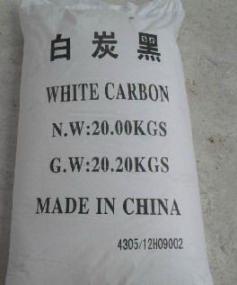 白炭黑
WHITE CARBON
N.W:20.00KGS
G.W:20.20KGS
MADE IN CHINA
4305/12H09002